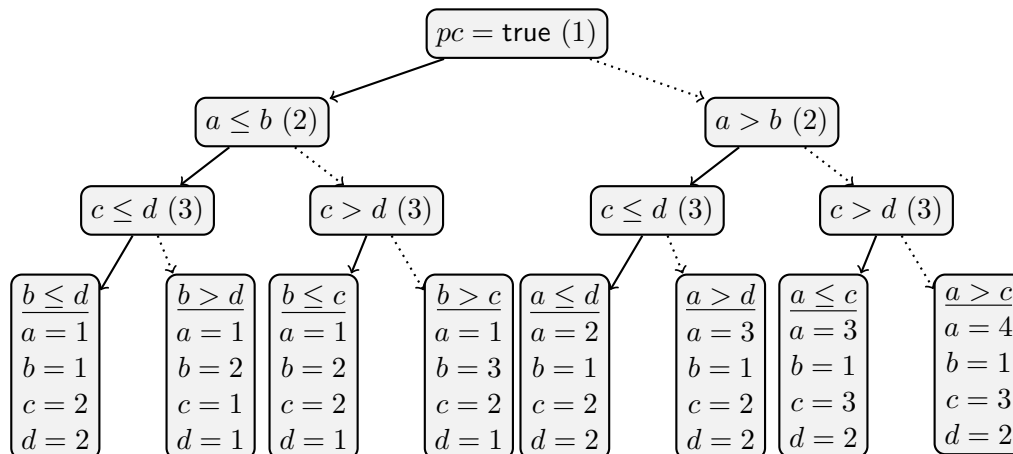 pc = true (1)
a ≤ b (2)
a > b (2)
c ≤ d (3)
c > d (3)
c ≤ d (3)
c > d (3)
b ≤ d
a = 1
b = 1
c = 2
d = 2
b > d
a = 1
b = 2
c = 1
d = 1
b ≤ c
a = 1
b = 2
c = 2
d = 1
b > c
a = 1
b = 3
c = 2
d = 1
a ≤ d
a = 2
b = 1
c = 2
d = 2
a > d
a = 3
b = 1
c = 2
d = 2
a ≤ c
a = 3
b = 1
c = 3
d = 2
a > c
a = 4
b = 1
c = 3
d = 2